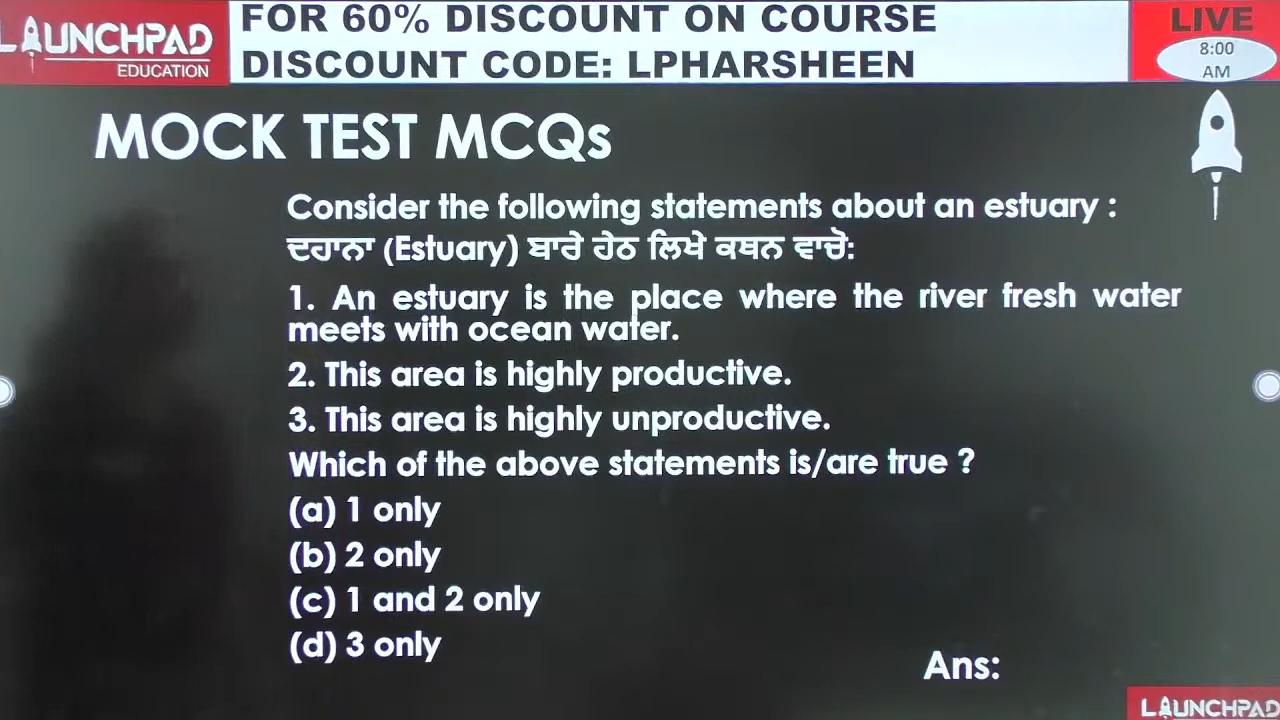 LAUNCHPAD
EDUCATION
FOR 60% DISCOUNT ON COURSE
DISCOUNT CODE: LPHARSHEEN
LIVE
8:00
AM
MOCK TEST MCQs
Consider the following statements about an estuary :
ਦਹਾਨਾ (Estuary) ਬਾਰੇ ਹੇਠ ਲਿਖੇ ਕਥਨ ਵਾਚੋ:
1. An estuary is the place where the river fresh water
meets with ocean water.
2. This area is highly productive.
3. This area is highly unproductive.
Which of the above statements is/are true ?
(a) 1 only
(b) 2 only
(c) 1 and 2 only
(d) 3 only
Ans:
LAUNCHPAD